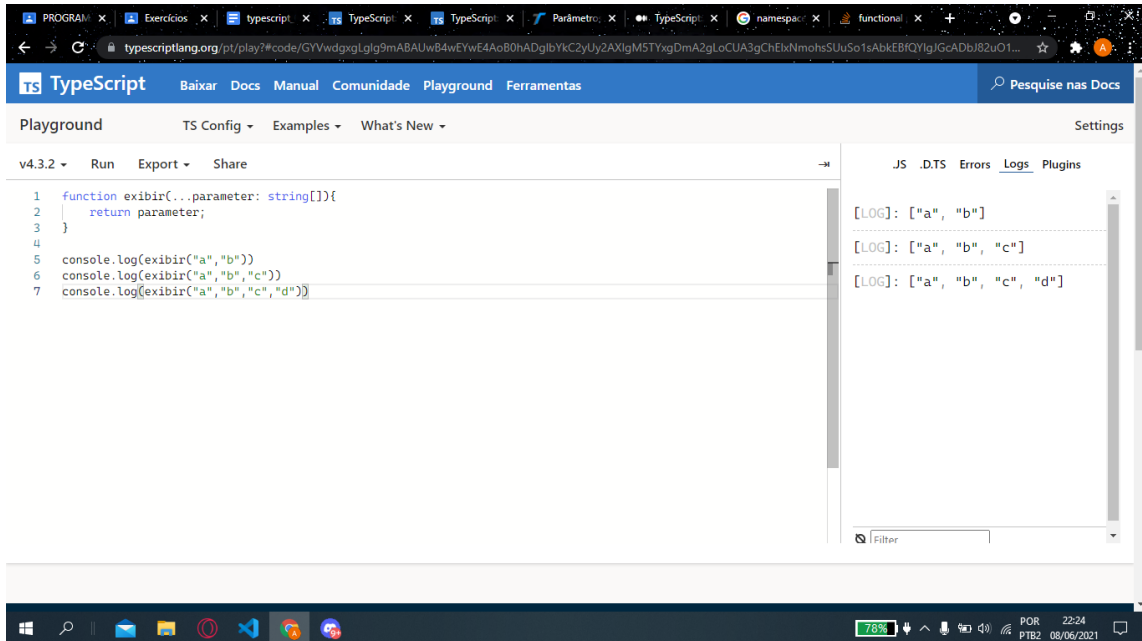 PROGRAM
Exercícios
typescript
TypeScript:
TypeScript:
Parâmetro
TypeScript:
namespac
functional
typescriptlang.org/pt/play?#code/
TypeScript
Baixar Docs Manual Comunidade Playground Ferramentas
Pesquise nas Docs
Playground
TS Config Examples What's New
Settings
v4.3.2 Run Export Share
.JS .D.TS Errors Logs Plugins
1 function exibir(...parameter: string[]){
2 return parameter;
3 }
4
5 console.log(exibir("a","b"))
6 console.log(exibir("a","b","c"))
7 console.log(exibir("a","b","c","d"))
[LOG]: ["a", "b"]
[LOG]: ["a", "b", "c"]
[LOG]: ["a", "b", "c", "d"]
Filter
78%
POR
PTB2
22:24
08/06/2021